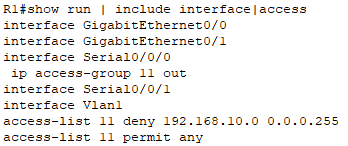 R1#show run | include interface|access
interface GigabitEthernet0/0
interface GigabitEthernet0/1
interface Serial0/0/0
 ip access-group 11 out
interface Serial0/0/1
interface Vlan1
access-list 11 deny 192.168.10.0 0.0.0.255
access-list 11 permit any